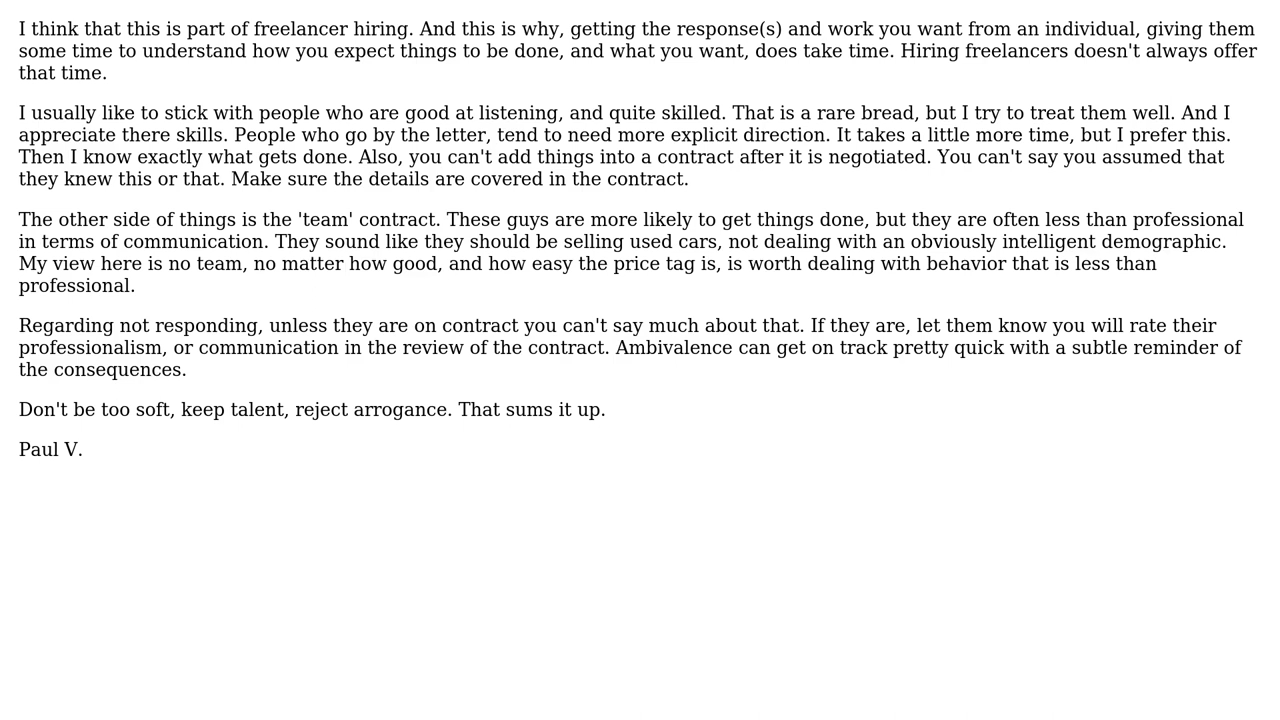 I think that this is part of freelancer hiring. And this is why, getting the response(s) and work you want from an individual, giving them
some time to understand how you expect things to be done, and what you want, does take time. Hiring freelancers doesn't always offer
that time.
I usually like to stick with people who are good at listening, and quite skilled. That is a rare bread, but I try to treat them well. And I
appreciate there skills. People who go by the letter, tend to need more explicit direction. It takes a little more time, but I prefer this.
Then I know exactly what gets done. Also, you can't add things into a contract after it is negotiated. You can't say you assumed that
they knew this or that. Make sure the details are covered in the contract.
The other side of things is the 'team' contract. These guys are more likely to get things done, but they are often less than professional
in terms of communication. They sound like they should be selling used cars, not dealing with an obviously intelligent demographic.
My view here is no team, no matter how good, and how easy the price tag is, is worth dealing with behavior that is less than
professional.
Regarding not responding, unless they are on contract you can't say much about that. If they are, let them know you will rate their
professionalism, or communication in the review of the contract. Ambivalence can get on track pretty quick with a subtle reminder of
the consequences.
Don't be too soft, keep talent, reject arrogance. That sums it up.
Paul V.